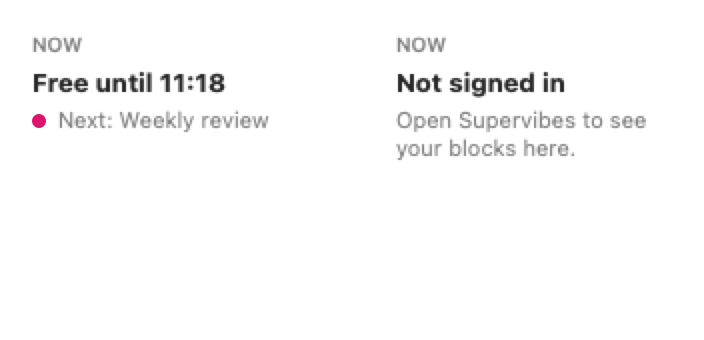 NOW
Free until 11:18
Next: Weekly review
NOW
Not signed in
Open Supervibes to see
your blocks here.